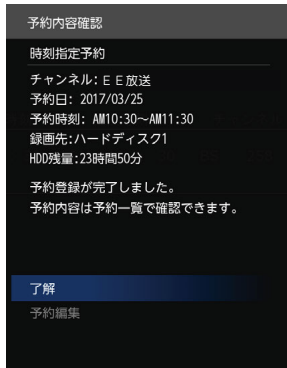 予約内容確認
時刻指定予約
チャンネル:ＥＥ放送
予約日: 2017/03/25
予約時刻: AM10:30～AM11:30
録画先:ハードディスク1
HDD残量:23時間50分
予約登録が完了しました。
予約内容は予約一覧で確認できます。
了解
予約編集